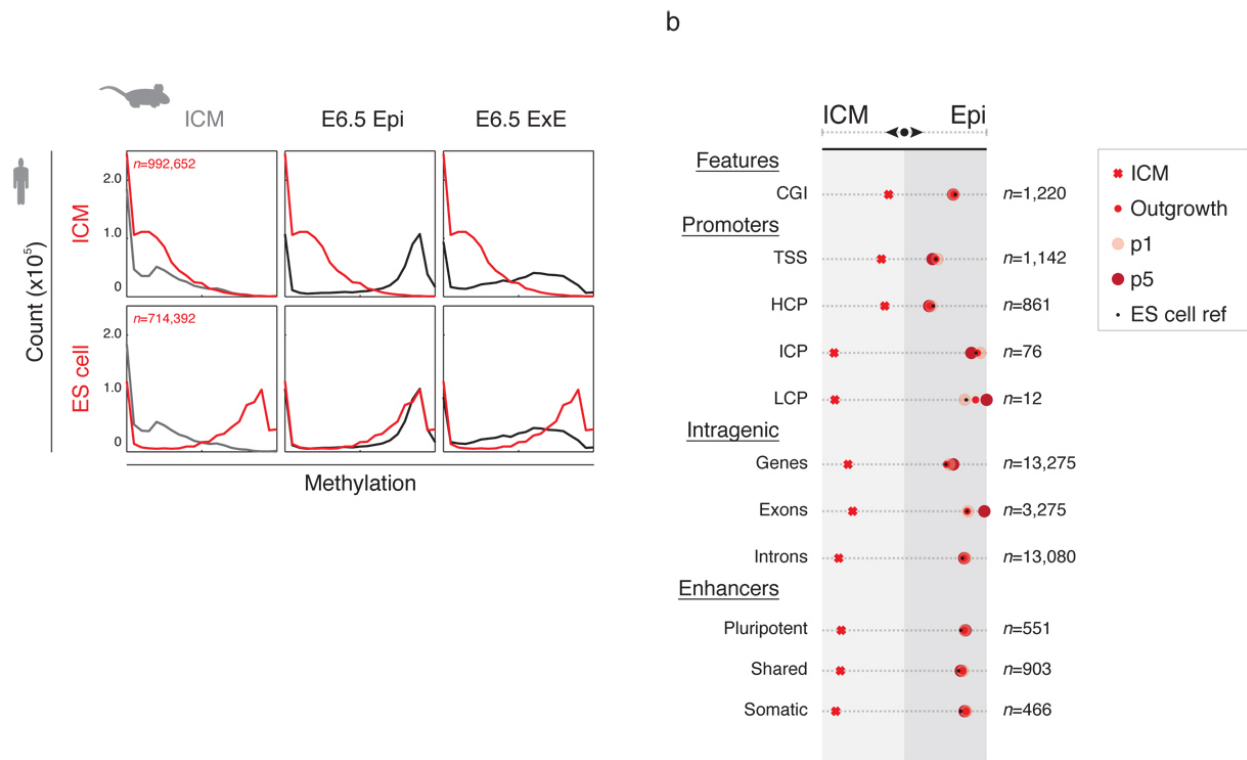 b
ICM
E6.5 Epi
E6.5 ExE
Count (x10⁵)
ICM
2.0
1.0
0
n=992,652
ES cell
2.0
1.0
0
n=714,392
Methylation
ICM
Epi
Features
CGI
n=1,220
Promoters
TSS
n=1,142
HCP
n=861
ICP
n=76
LCP
n=12
Intragenic
Genes
n=13,275
Exons
n=3,275
Introns
n=13,080
Enhancers
Pluripotent
n=551
Shared
n=903
Somatic
n=466
ICM
Outgrowth
p1
p5
ES cell ref